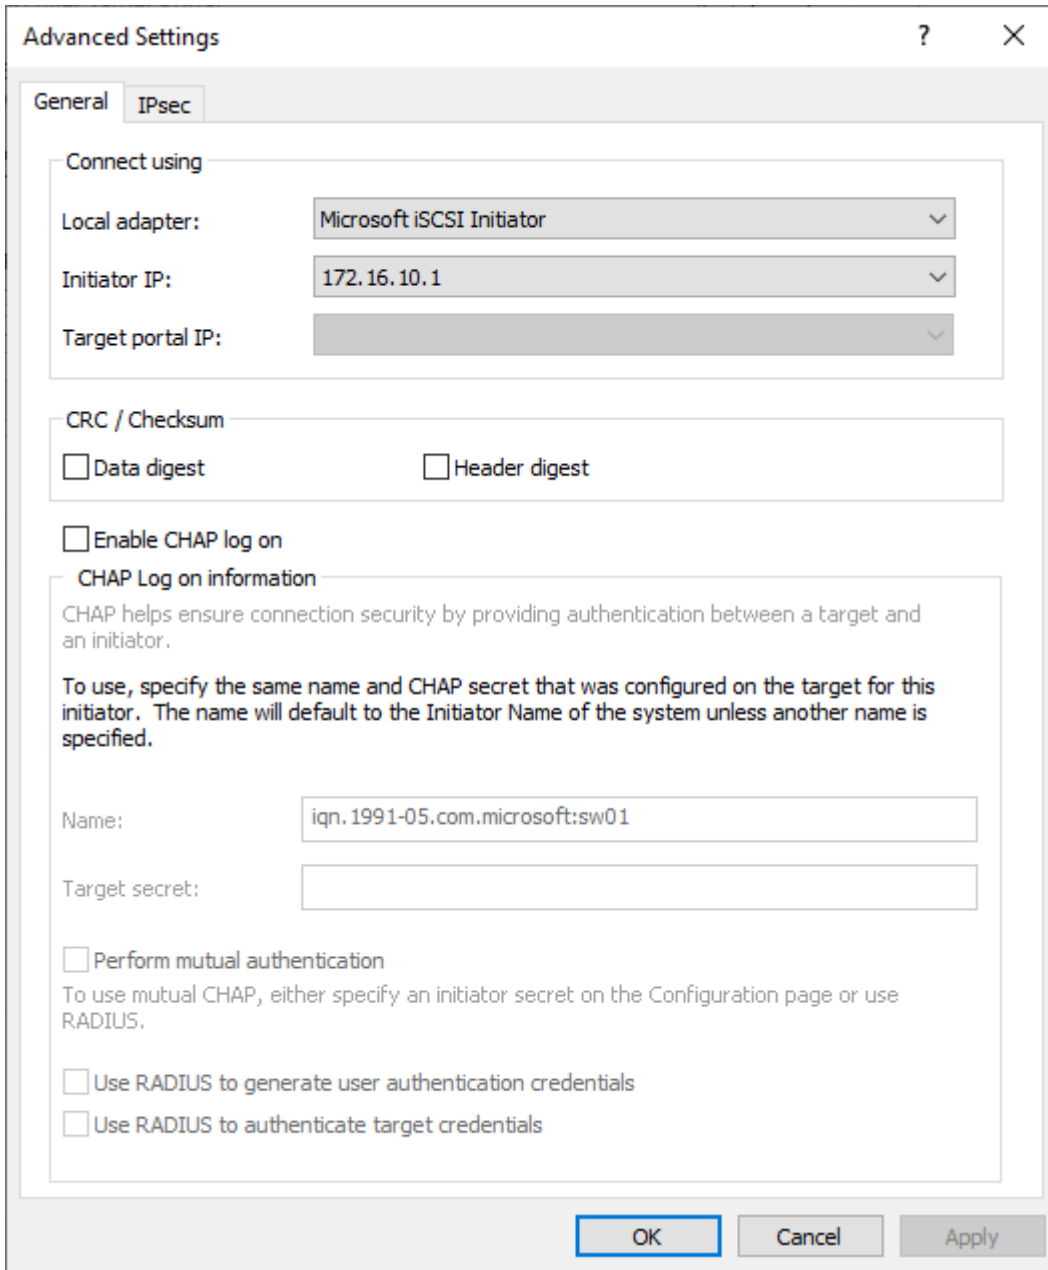 Advanced Settings
?
General
IPsec
Connect using
Local adapter:
Microsoft iSCSI Initiator
Initiator IP:
172.16.10.1
Target portal IP:
CRC / Checksum
Data digest
Header digest
Enable CHAP log on
CHAP Log on information
CHAP helps ensure connection security by providing authentication between a target and
an initiator.
To use, specify the same name and CHAP secret that was configured on the target for this
initiator.  The name will default to the Initiator Name of the system unless another name is
specified.
Name:
iqn.1991-05.com.microsoft:sw01
Target secret:
Perform mutual authentication
To use mutual CHAP, either specify an initiator secret on the Configuration page or use
RADIUS.
Use RADIUS to generate user authentication credentials
Use RADIUS to authenticate target credentials
OK
Cancel
Apply